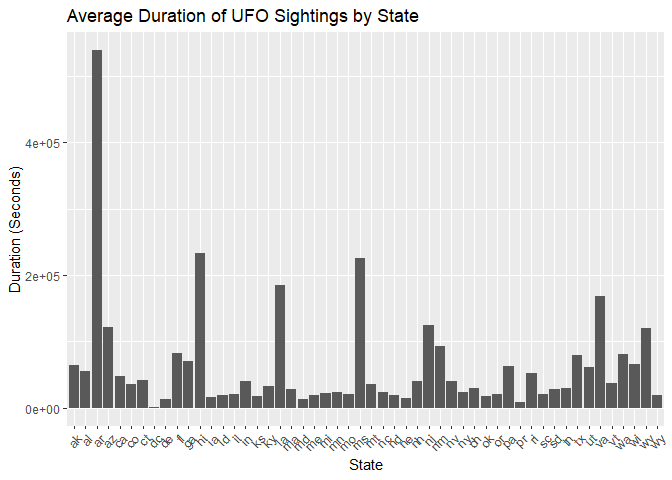 Average Duration of UFO Sightings by State
Duration (Seconds)
4e+05
2e+05
0e+00
ak al ar az ca co ct dc de fl ga hi ia id il in ks ky la ma md me mi mn mo ms mt nc nd ne nh nj nm nv ny oh ok or pa pr ri sc sd tn tx ut va vt wa wi wv wy
State